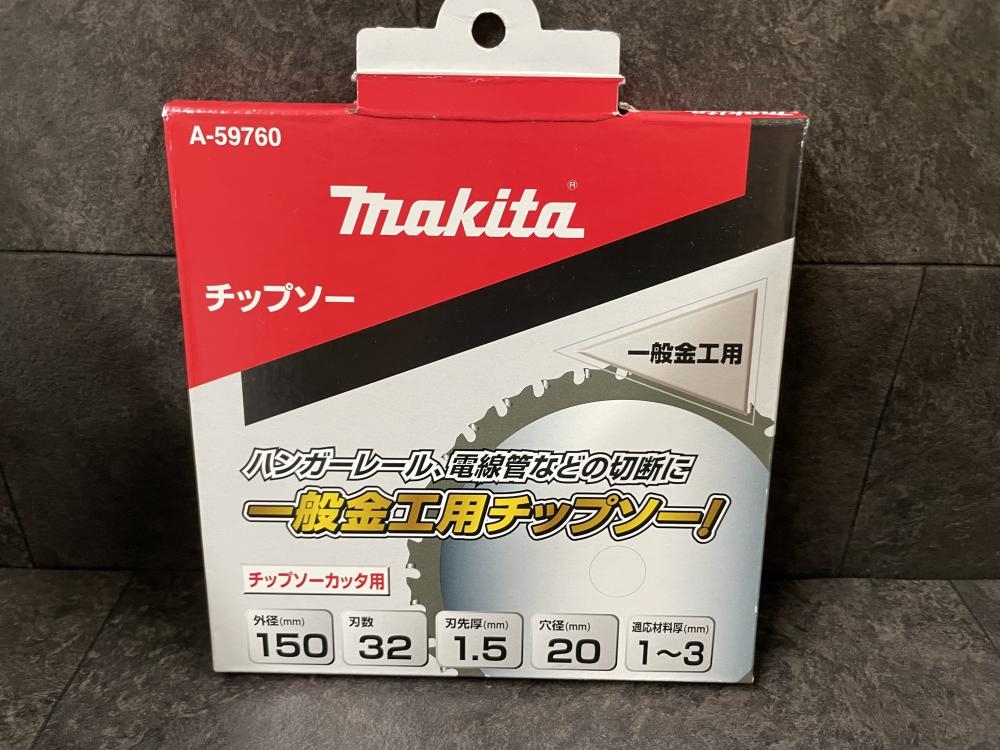 makita
A-59760
makita®
チップソー
一般金工用
ハンガーレール、電線管などの切断に
一般金工用チップソー!
チップソーカッタ用
外径(mm) 刃数 刃先厚(mm) 穴径(mm) 適応材料厚(mm)
150 32 1.5 20 1～3